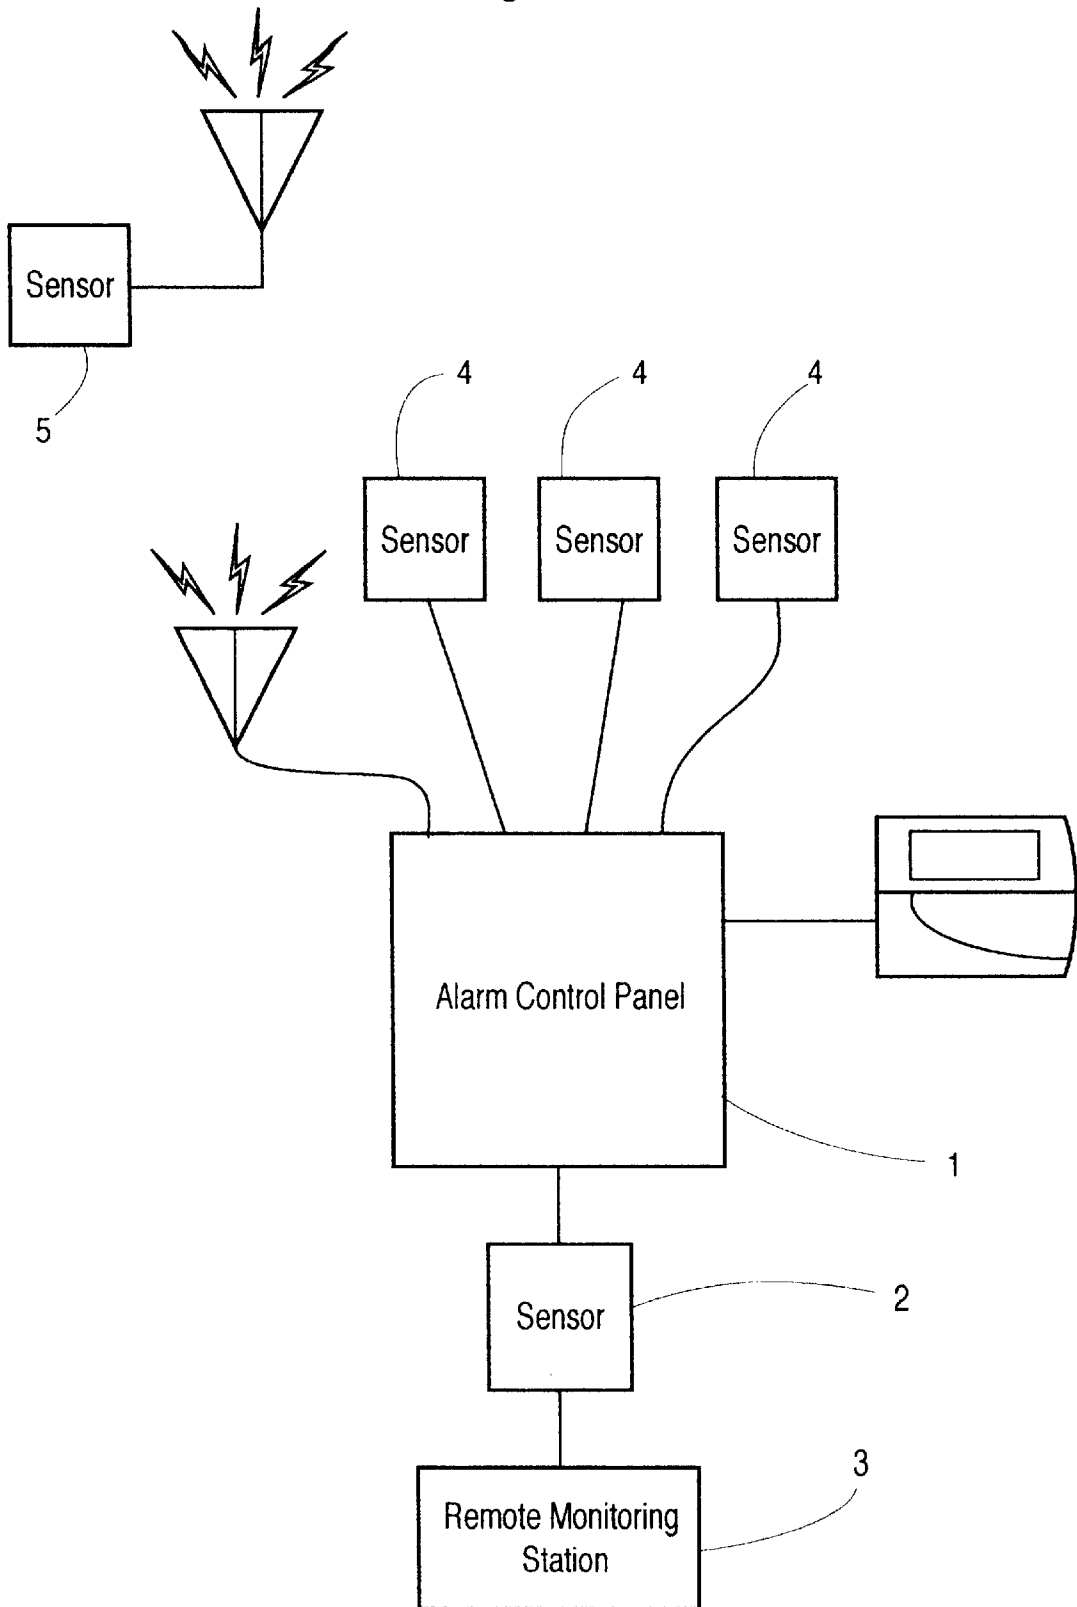 Sensor
5
4
4
4
Sensor
Sensor
Sensor
Alarm Control Panel
1
Sensor
2
3
Remote Monitoring
Station